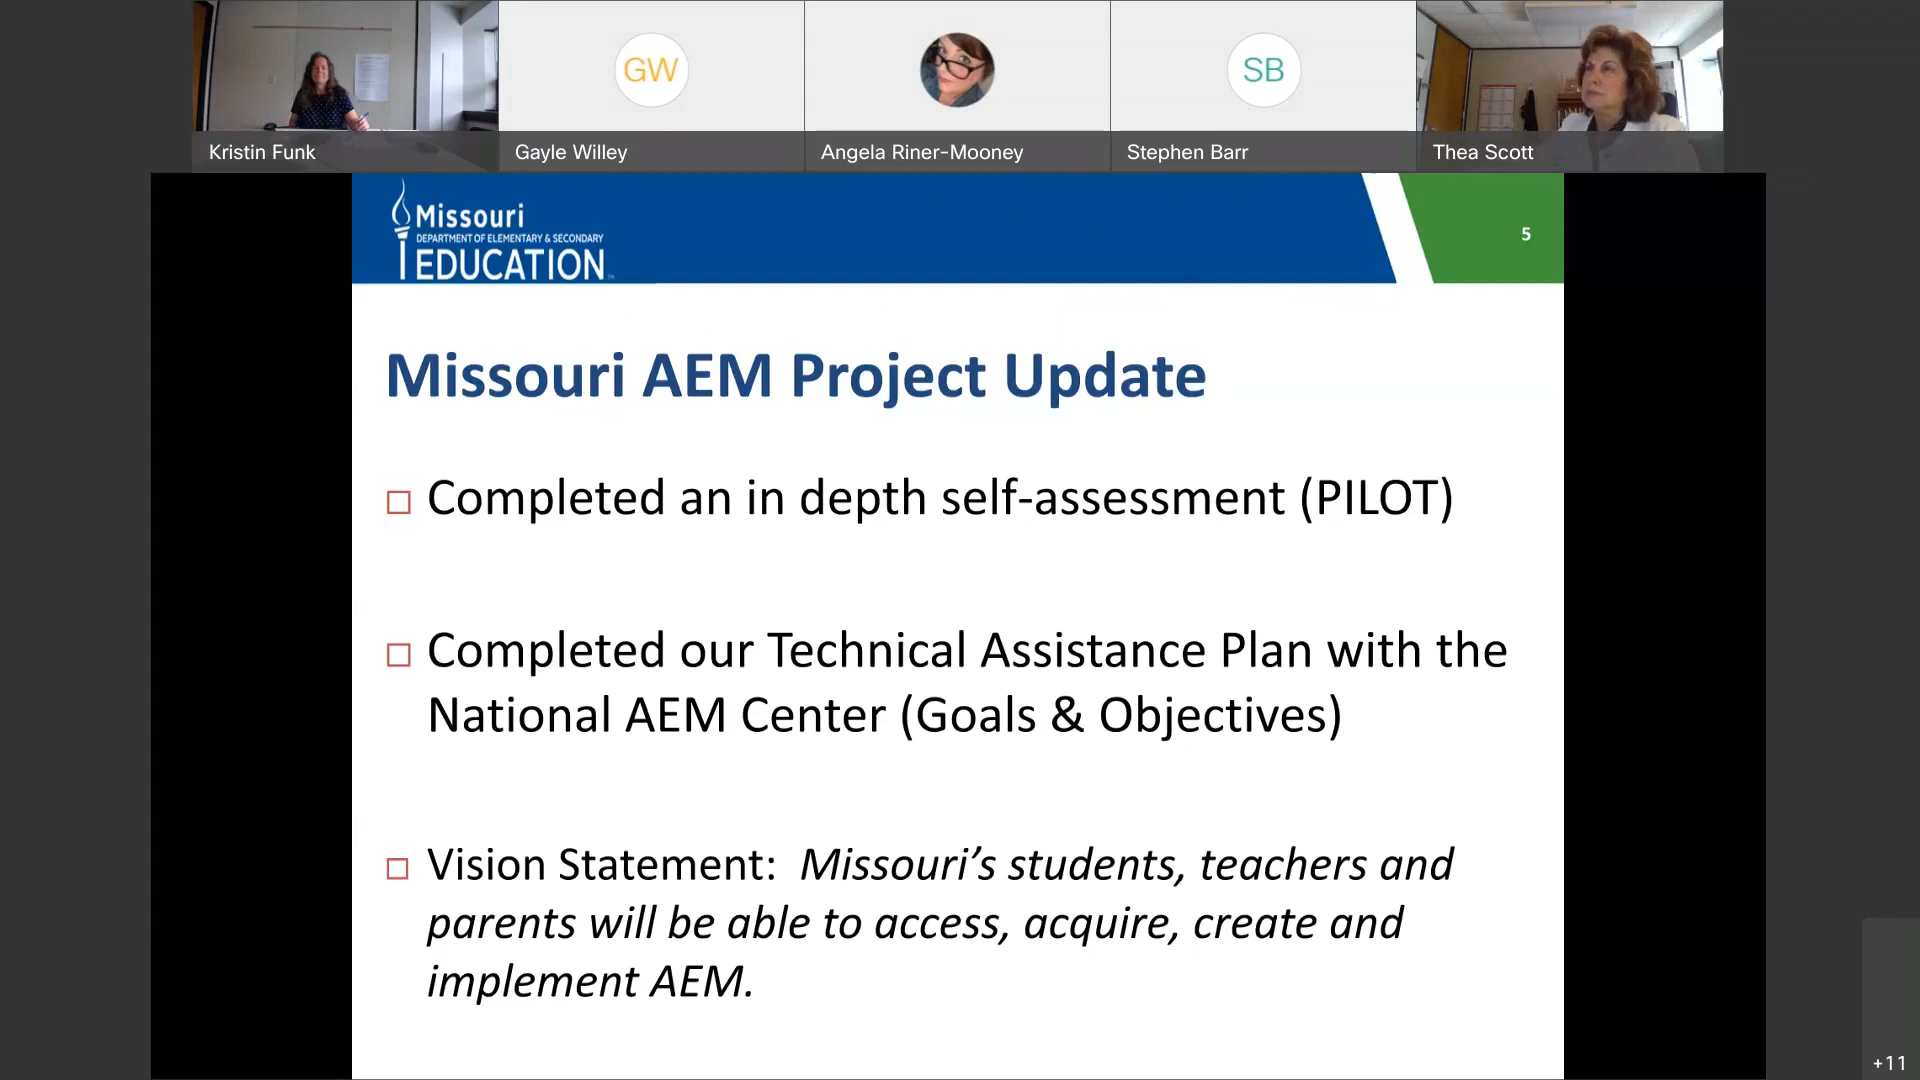 GW
SB
Kristin Funk
Gayle Willey
Angela Riner-Mooney
Stephen Barr
Thea Scott
Missouri
DEPARTMENT OF ELEMENTARY & SECONDARY
EDUCATION
5
Missouri AEM Project Update
Completed an in depth self-assessment (PILOT)
Completed our Technical Assistance Plan with the
National AEM Center (Goals & Objectives)
Vision Statement: Missouri’s students, teachers and
parents will be able to access, acquire, create and
implement AEM.
+11